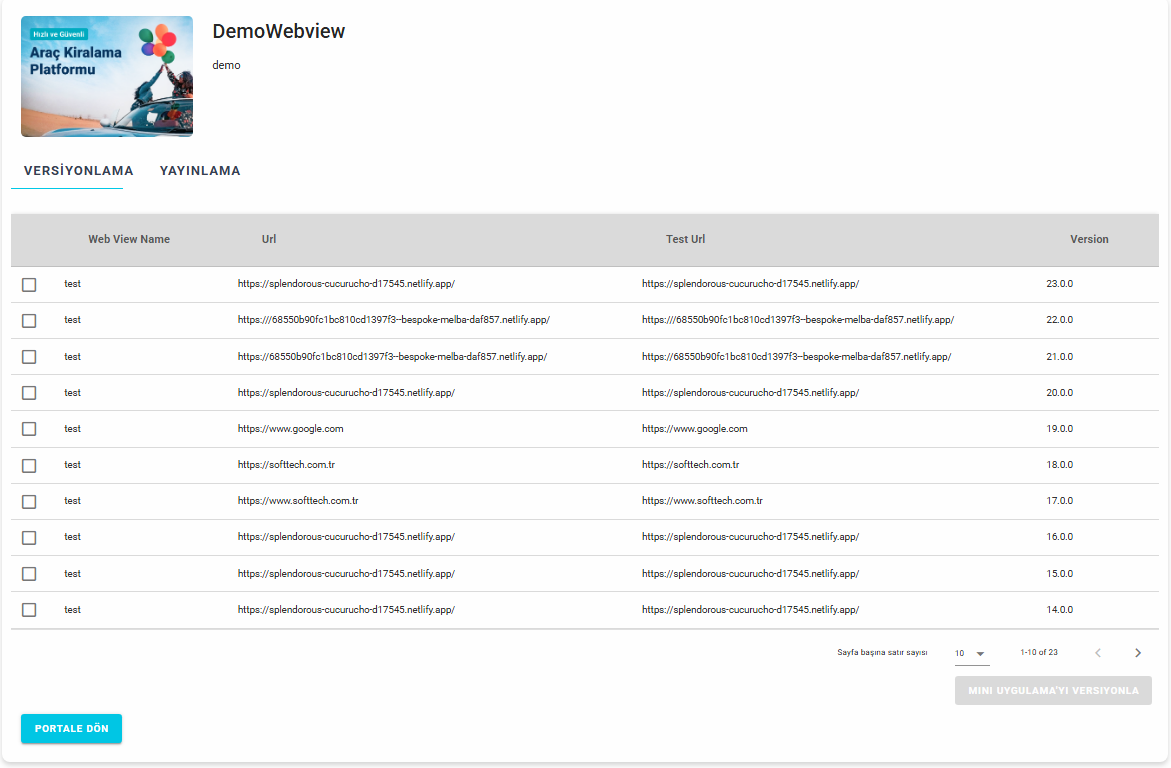 Hızlı ve Güvenli
Araç Kiralama
Platformu
DemoWebview
demo
VERSİYONLAMA YAYINLAMA
Web View Name Url Test Url Version
test https://splendorous-cucurucho-d17545.netlify.app/ https://splendorous-cucurucho-d17545.netlify.app/ 23.0.0
test https:///68550b90fc1bc810cd1397f3--bespoke-melba-daf857.netlify.app/ https:///68550b90fc1bc810cd1397f3--bespoke-melba-daf857.netlify.app/ 22.0.0
test https://68550b90fc1bc810cd1397f3--bespoke-melba-daf857.netlify.app/ https://68550b90fc1bc810cd1397f3--bespoke-melba-daf857.netlify.app/ 21.0.0
test https://splendorous-cucurucho-d17545.netlify.app/ https://splendorous-cucurucho-d17545.netlify.app/ 20.0.0
test https://www.google.com https://www.google.com 19.0.0
test https://softtech.com.tr https://softtech.com.tr 18.0.0
test https://www.softtech.com.tr https://www.softtech.com.tr 17.0.0
test https://splendorous-cucurucho-d17545.netlify.app/ https://splendorous-cucurucho-d17545.netlify.app/ 16.0.0
test https://splendorous-cucurucho-d17545.netlify.app/ https://splendorous-cucurucho-d17545.netlify.app/ 15.0.0
test https://splendorous-cucurucho-d17545.netlify.app/ https://splendorous-cucurucho-d17545.netlify.app/ 14.0.0
Sayfa başına satır sayısı 10 1-10 of 23
MINI UYGULAMA'YI VERSIYONLA
PORTALE DÖN